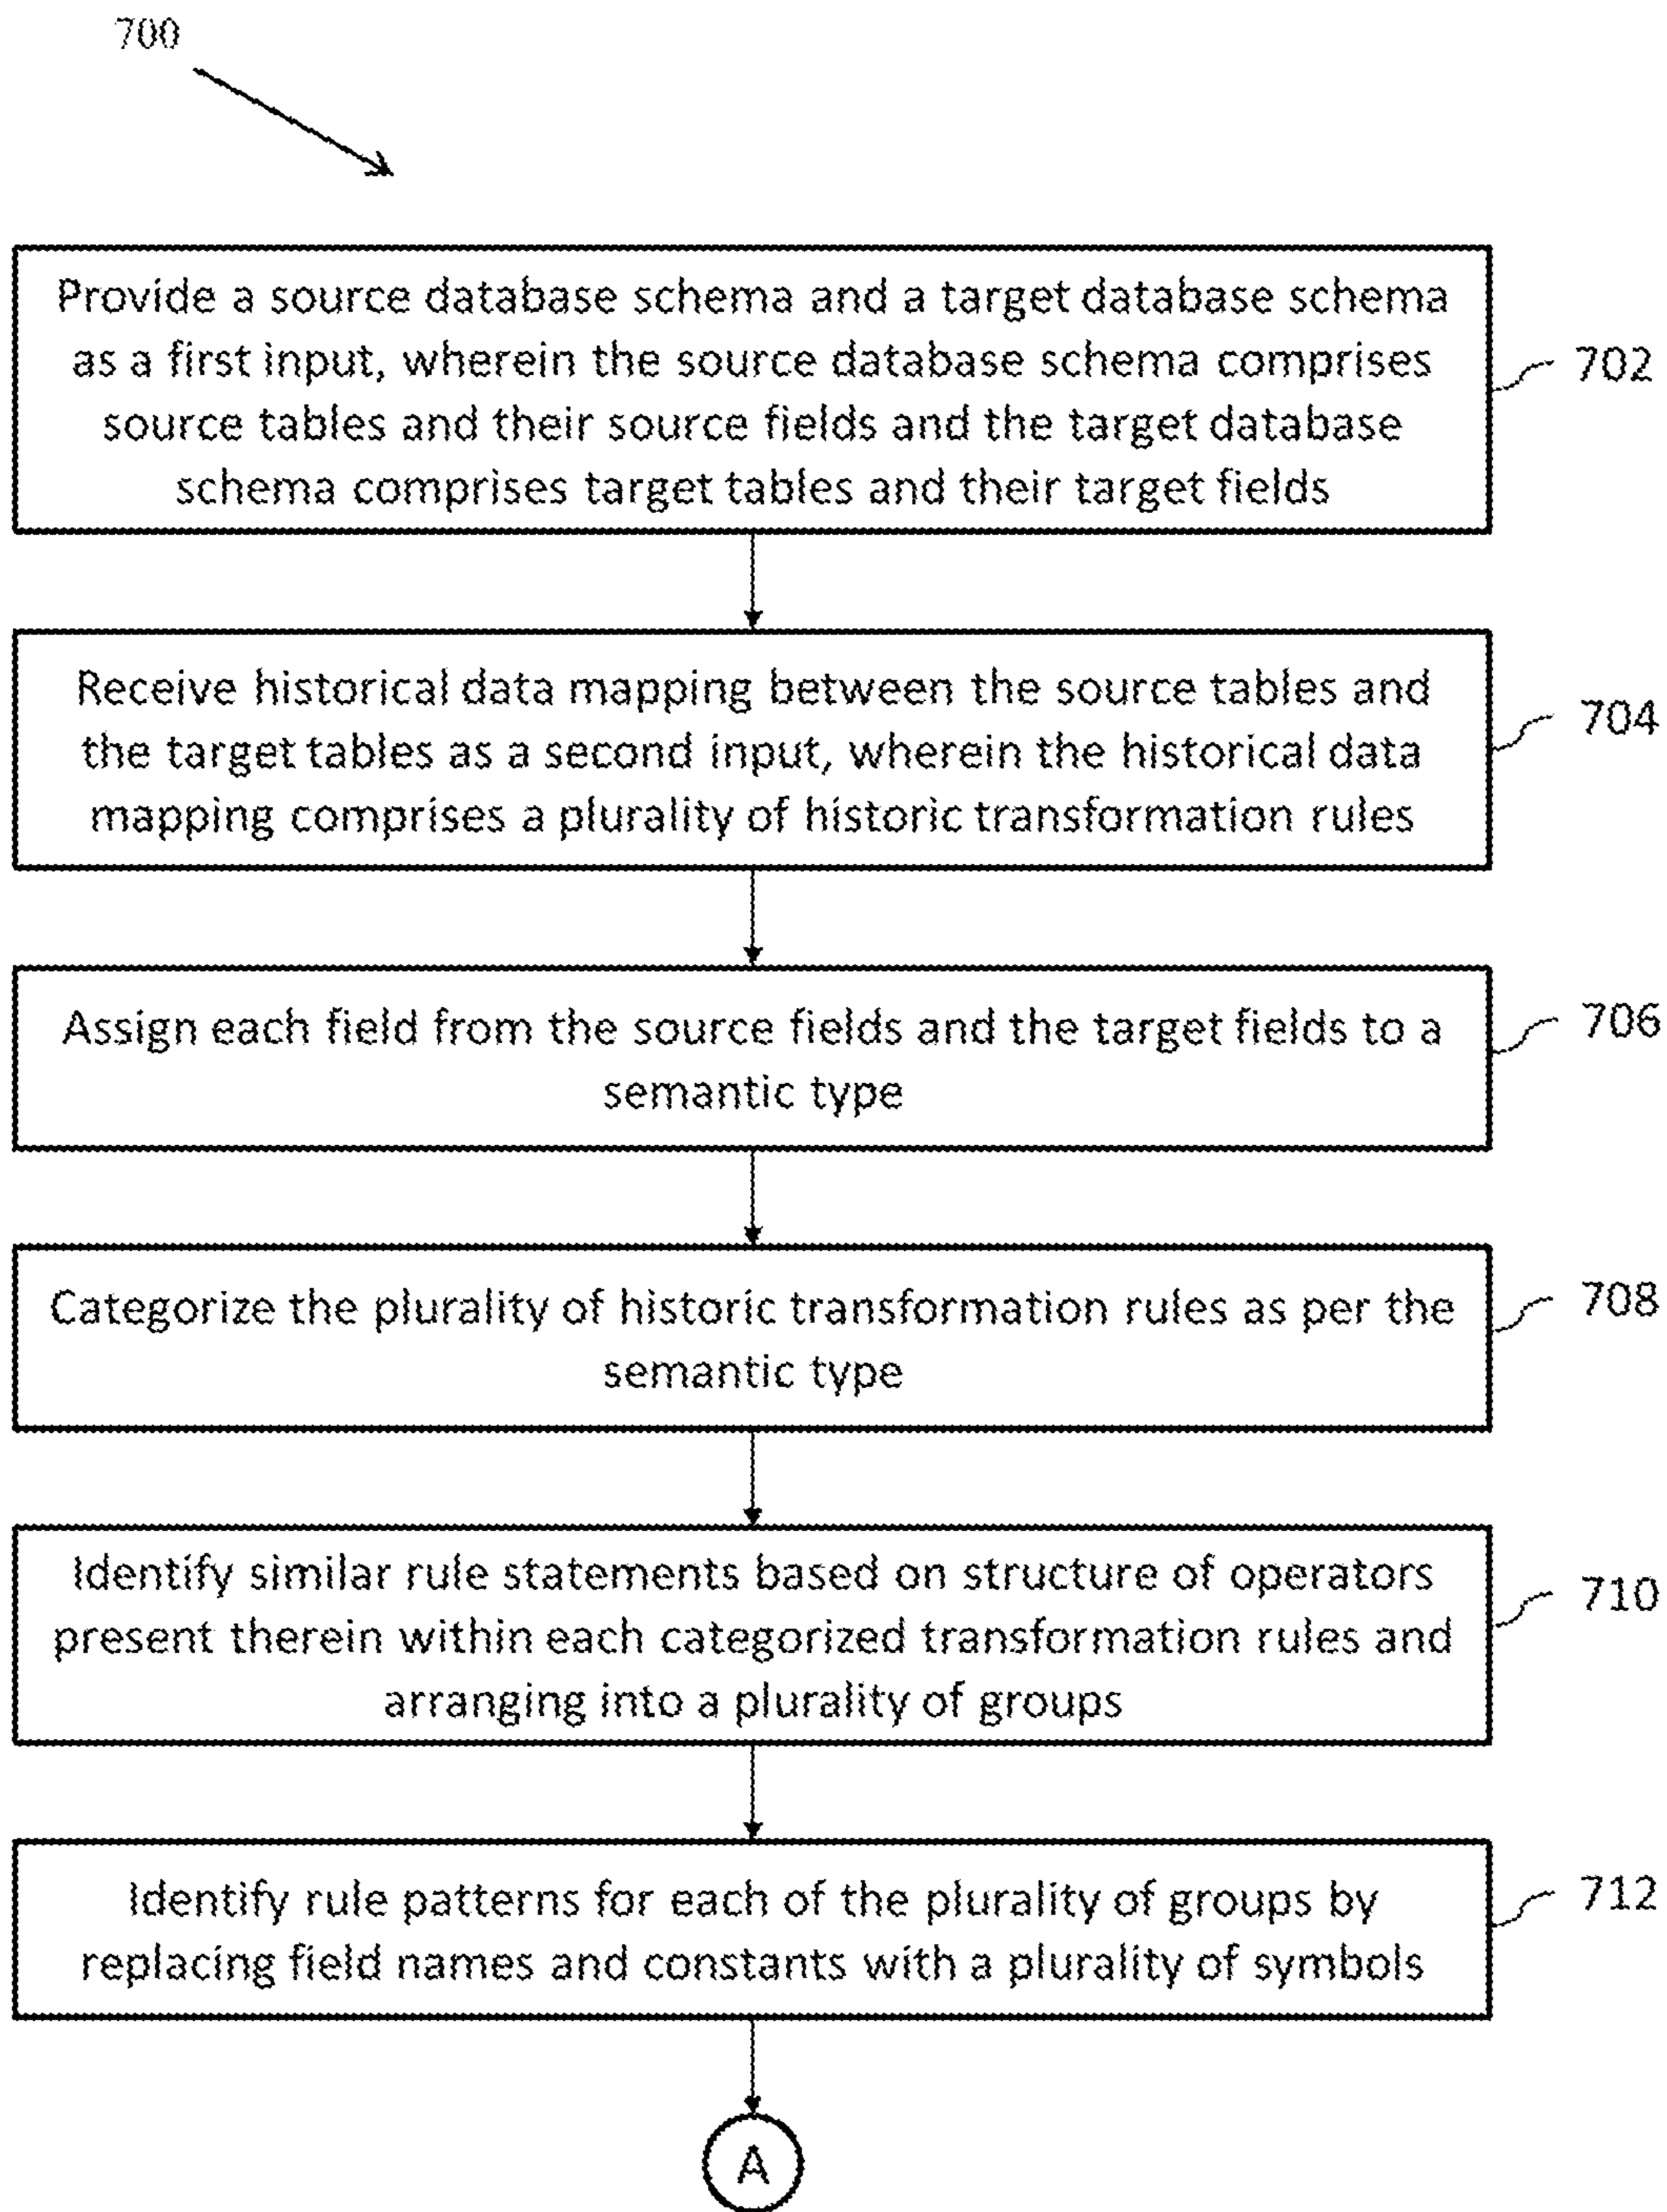 700
Provide a source database schema and a target database schema
as a first input, wherein the source database schema comprises
source tables and their source fields and the target database
schema comprises target tables and their target fields
702
Receive historical data mapping between the source tables and
the target tables as a second input, wherein the historical data
mapping comprises a plurality of historic transformation rules
704
Assign each field from the source fields and the target fields to a
semantic type
706
Categorize the plurality of historic transformation rules as per the
semantic type
708
Identify similar rule statements based on structure of operators
present therein within each categorized transformation rules and
arranging into a plurality of groups
710
Identify rule patterns for each of the plurality of groups by
replacing field names and constants with a plurality of symbols
712
A